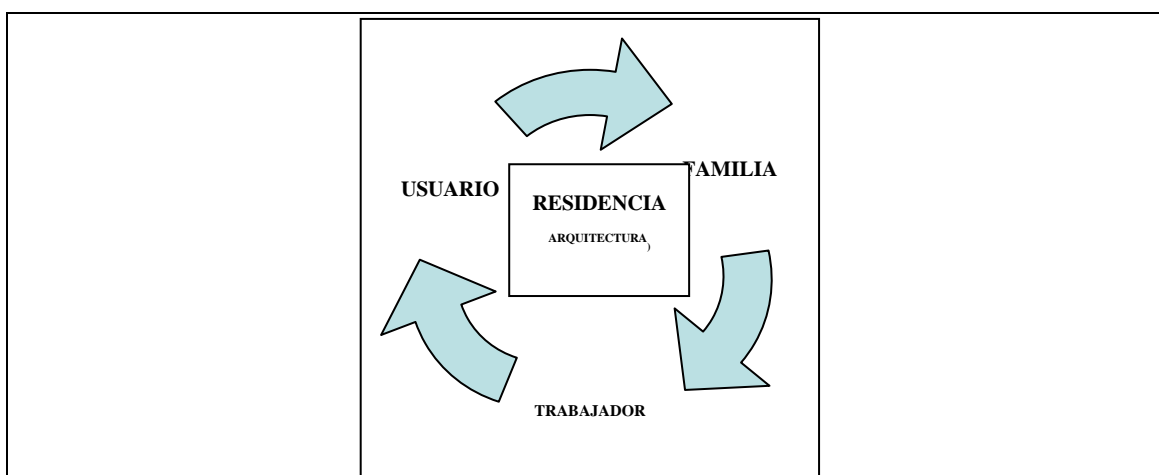 USUARIO
FAMILIA
RESIDENCIA
ARQUITECTURA)
TRABAJADOR